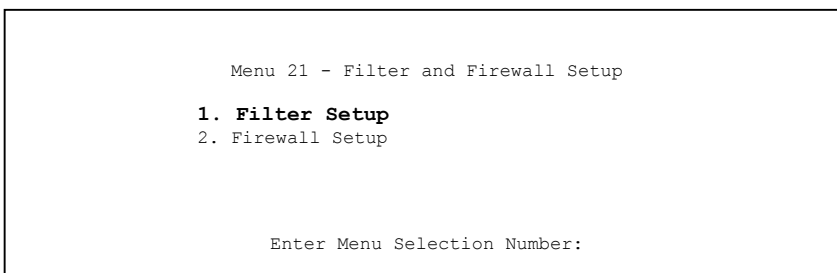 Menu 21 - Filter and Firewall Setup
1. Filter Setup
2. Firewall Setup
Enter Menu Selection Number: